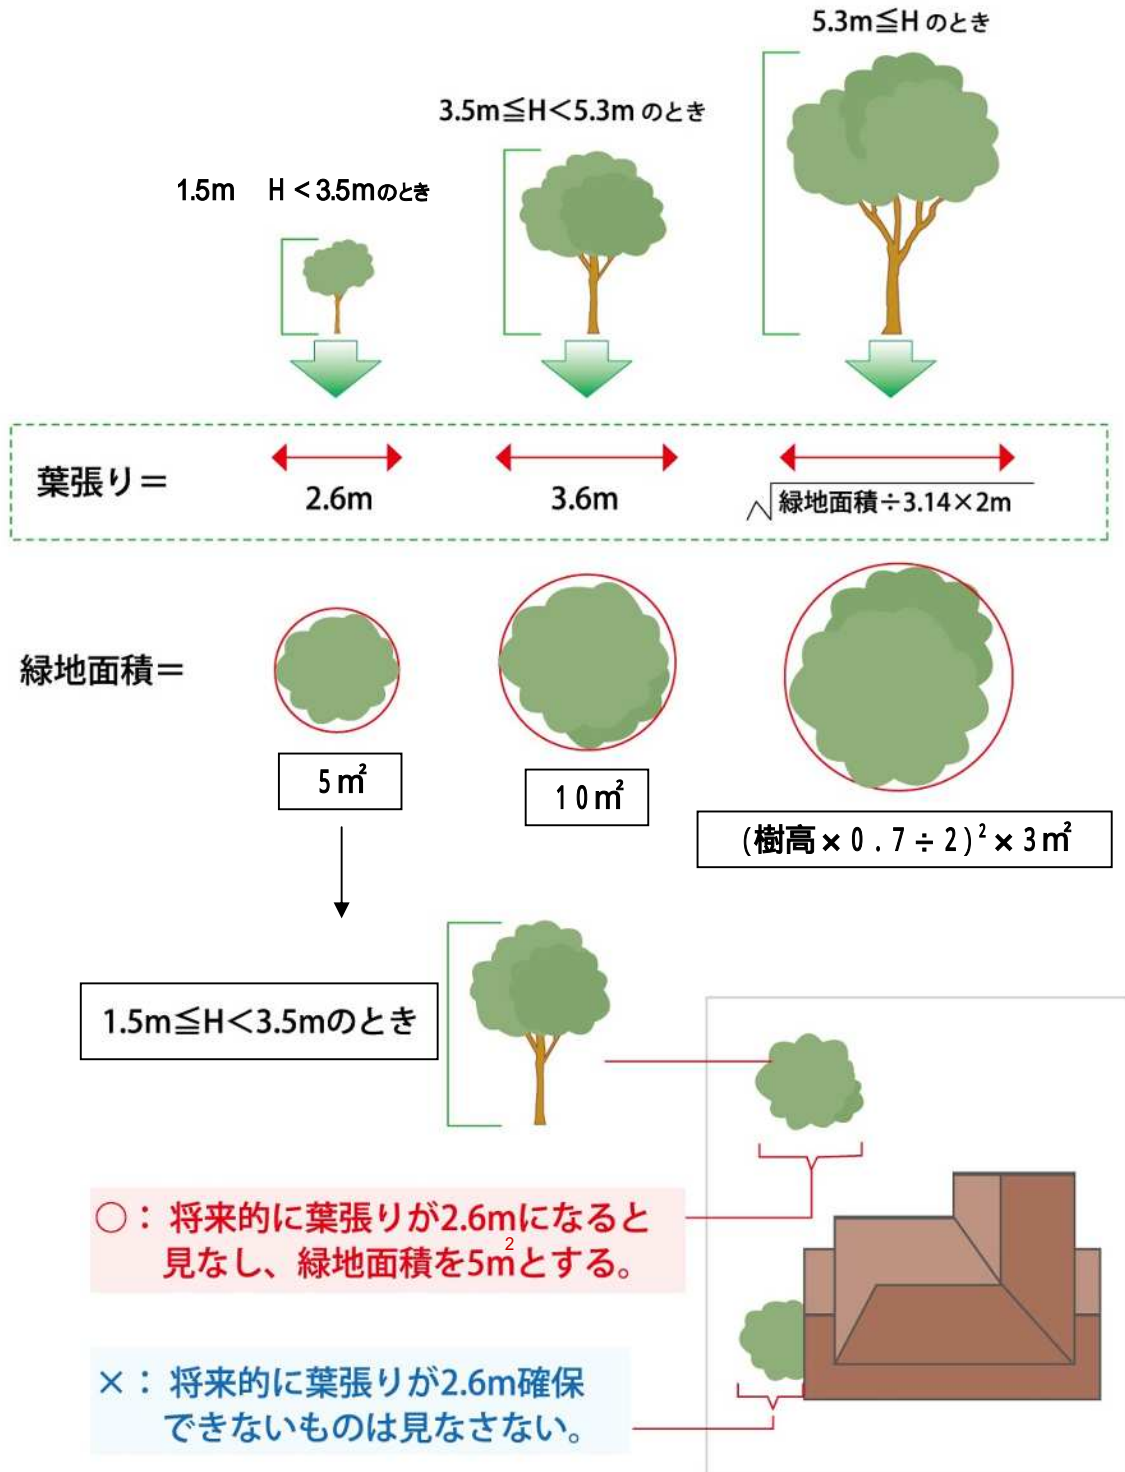 5.3m≦Hのとき
3.5m≦H<5.3mのとき
1.5m H<3.5mのとき
葉張り＝
2.6m
3.6m
√緑地面積÷3.14×2m
緑地面積＝
5㎡
10㎡
(樹高×0.7÷2)²×3㎡
1.5m≦H<3.5mのとき
○：将来的に葉張りが2.6mになると
見なし、緑地面積を5m²とする。
×：将来的に葉張りが2.6m確保
できないものは見なさない。